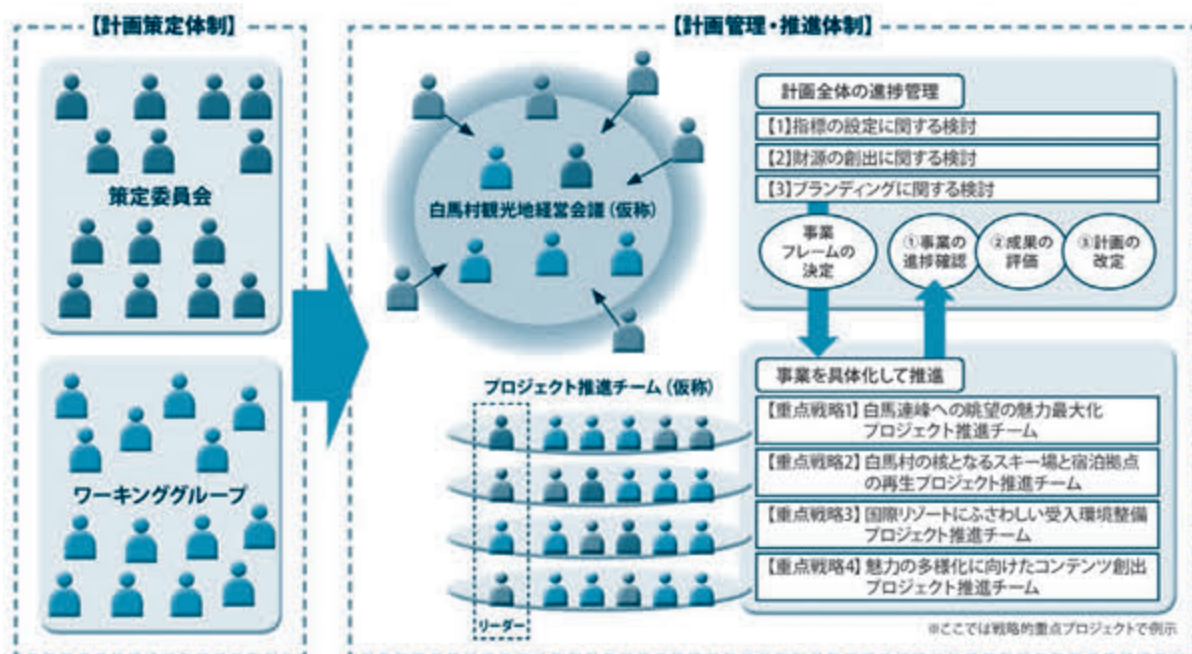 【計画策定体制】
策定委員会
ワーキンググループ
【計画管理・推進体制】
白馬村観光地経営会議(仮称)
計画全体の進捗管理
【1】指標の設定に関する検討
【2】財源の創出に関する検討
【3】ブランディングに関する検討
事業
フレームの
決定
①事業の
進捗確認
②成果の
評価
③計画の
改定
プロジェクト推進チーム(仮称)
リーダー
事業を具体化して推進
【重点戦略1】白馬連峰への眺望の魅力最大化
プロジェクト推進チーム
【重点戦略2】白馬村の核となるスキー場と宿泊拠点
の再生プロジェクト推進チーム
【重点戦略3】国際リゾートにふさわしい受入環境整備
プロジェクト推進チーム
【重点戦略4】魅力の多様化に向けたコンテンツ創出
プロジェクト推進チーム
※ここでは戦略的重点プロジェクトで例示